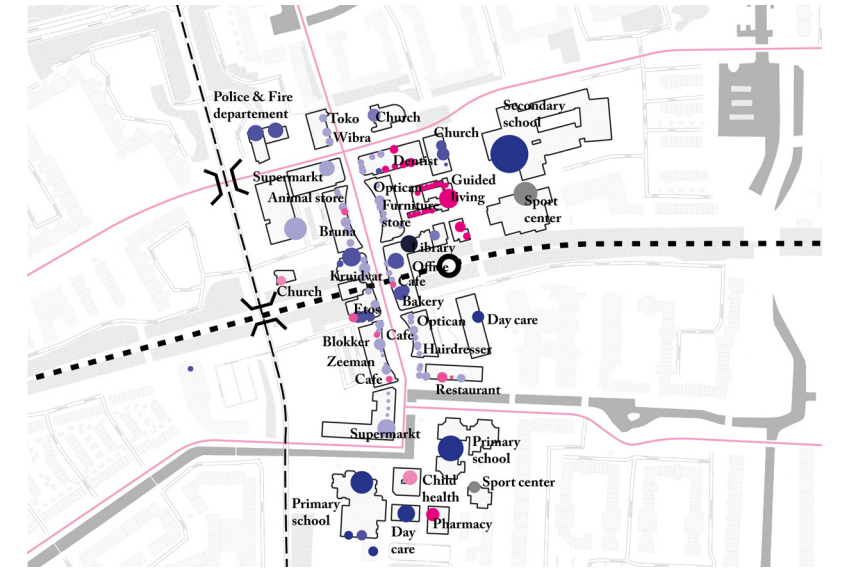 Police & Fire
departement
Toko
Wibra
Church
Secondary
school
Church
Dentist
Supermarkt
Animal store
Optican
Guided
living
Furniture
store
Sport
center
Bruna
Library
Office
Kruidvat
Cafe
Church
Bakery
Etos
Optican
Day care
Blokker
Cafe
Hairdresser
Zeeman
Cafe
Restaurant
Supermarkt
Primary
school
Child
health
Sport center
Primary
school
Pharmacy
Day
care